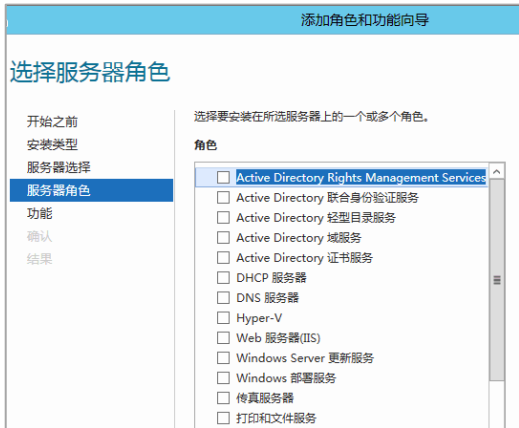 添加角色和功能向导
选择服务器角色
开始之前
安装类型
服务器选择
服务器角色
功能
确认
结果
选择要安装在所选服务器上的一个或多个角色。
角色
Active Directory Rights Management Services
Active Directory 联合身份验证服务
Active Directory 轻型目录服务
Active Directory 域服务
Active Directory 证书服务
DHCP 服务器
DNS 服务器
Hyper-V
Web 服务器(IIS)
Windows Server 更新服务
Windows 部署服务
传真服务器
打印和文件服务